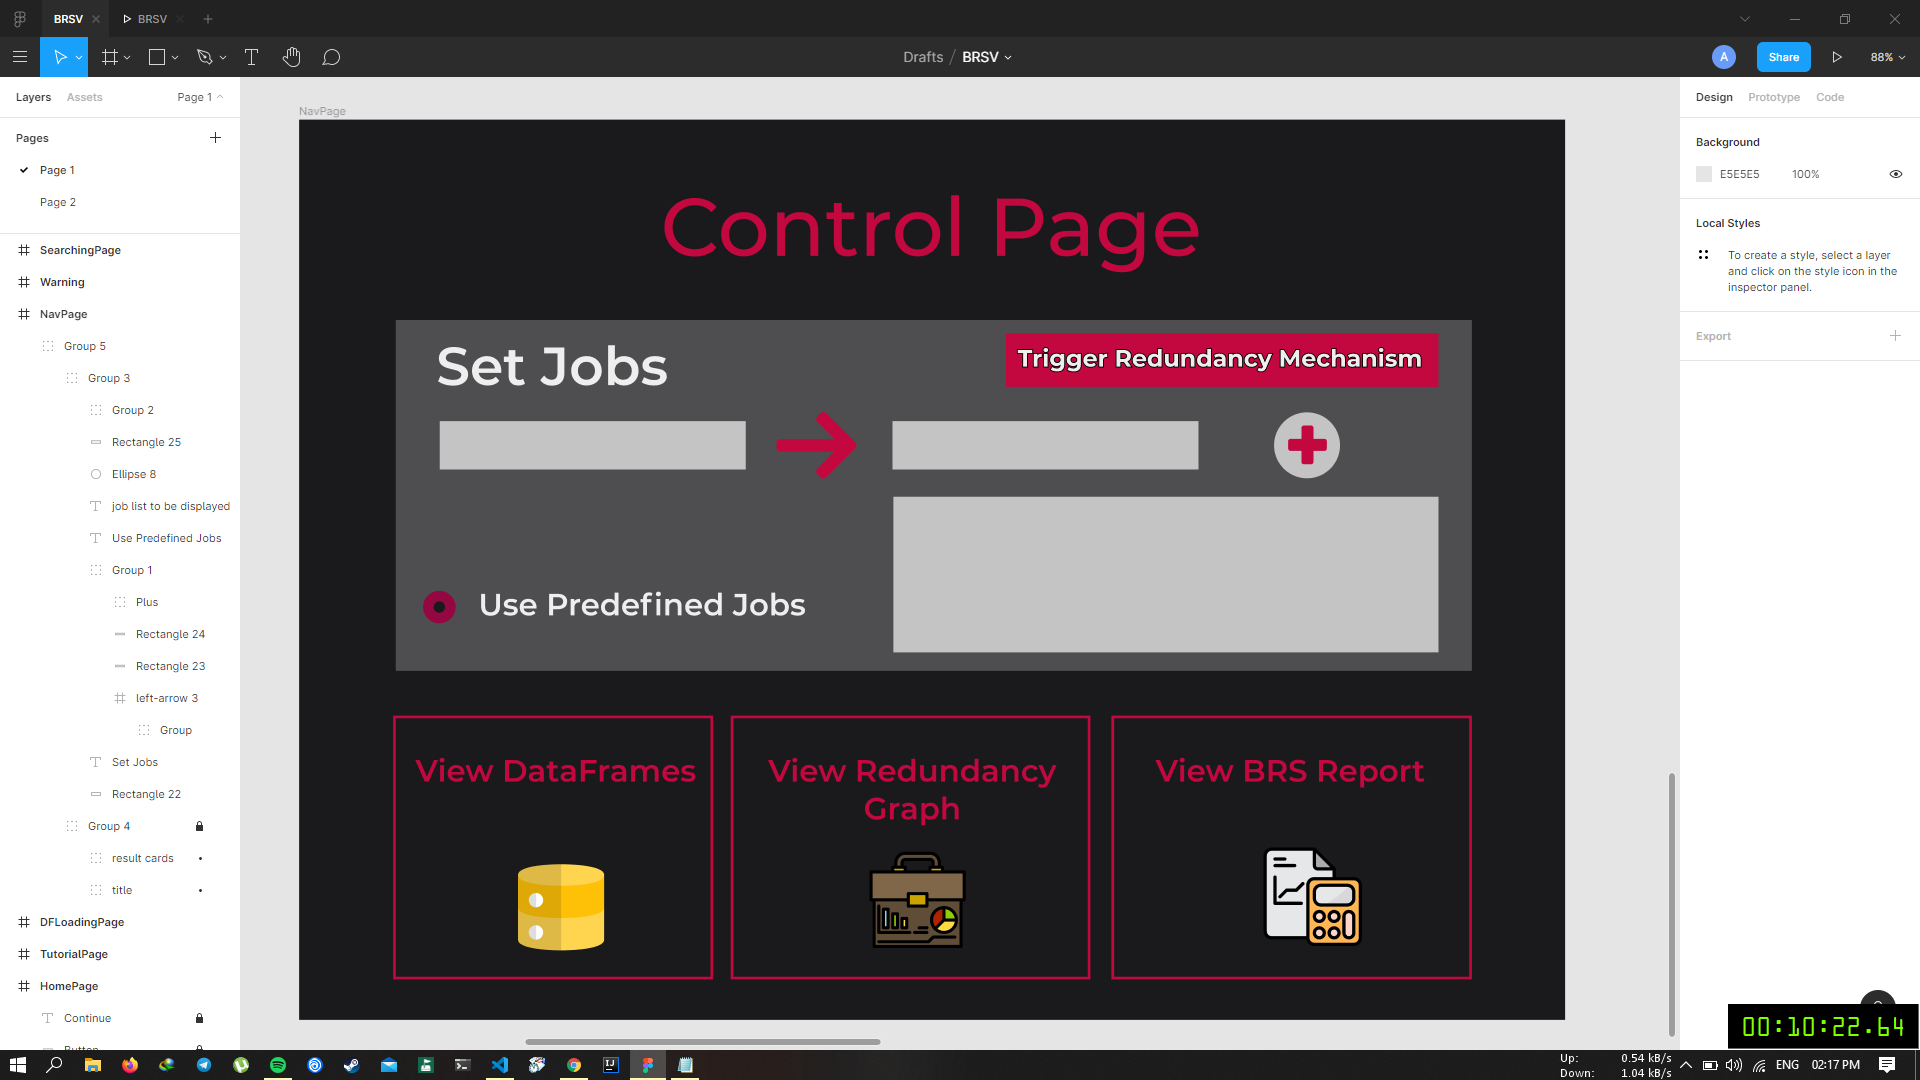 BRSV
BRSV
Drafts / BRSV
A
Share
88%
Layers
Assets
Page 1
Pages
Page 1
Page 2
SearchingPage
Warning
NavPage
Group 5
Group 3
Group 2
Rectangle 25
Ellipse 8
job list to be displayed
Use Predefined Jobs
Group 1
Plus
Rectangle 24
Rectangle 23
left-arrow 3
Group
Set Jobs
Rectangle 22
Group 4
result cards
title
DFLoadingPage
TutorialPage
HomePage
Continue
NavPage
Control Page
Set Jobs
Trigger Redundancy Mechanism
Use Predefined Jobs
View DataFrames
View Redundancy
Graph
View BRS Report
Design
Prototype
Code
Background
E5E5E5
100%
Local Styles
To create a style, select a layer
and click on the style icon in the
inspector panel.
Export
00:10:22.64
Up: 0.54 kB/s
Down: 1.04 kB/s
ENG
02:17 PM